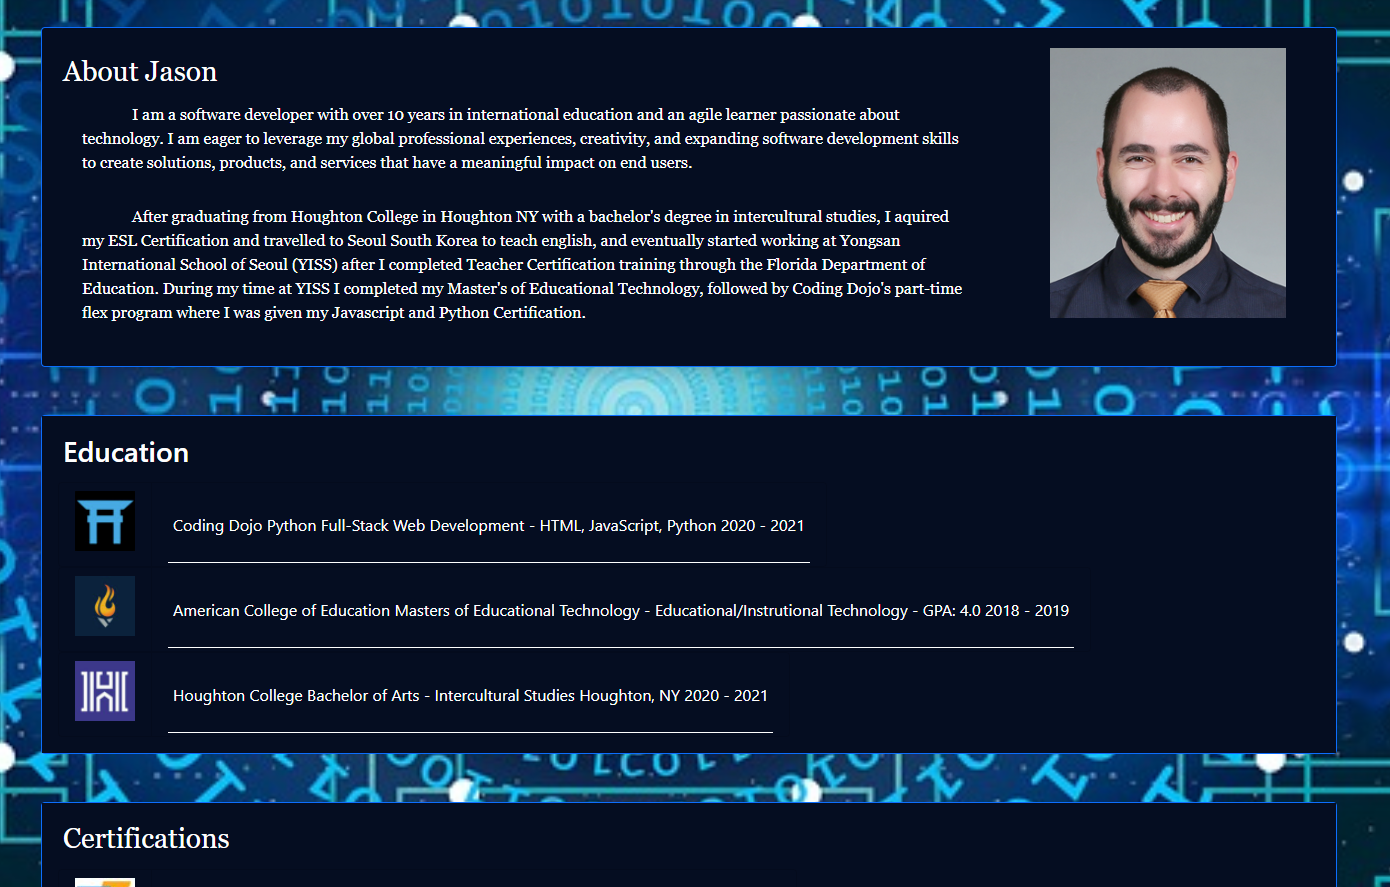 About Jason
I am a software developer with over 10 years in international education and an agile learner passionate about
technology. I am eager to leverage my global professional experiences, creativity, and expanding software development skills
to create solutions, products, and services that have a meaningful impact on end users.
After graduating from Houghton College in Houghton NY with a bachelor's degree in intercultural studies, I aquired
my ESL Certification and travelled to Seoul South Korea to teach english, and eventually started working at Yongsan
International School of Seoul (YISS) after I completed Teacher Certification training through the Florida Department of
Education. During my time at YISS I completed my Master's of Educational Technology, followed by Coding Dojo's part-time
flex program where I was given my Javascript and Python Certification.
Education
Coding Dojo Python Full-Stack Web Development - HTML, JavaScript, Python 2020 - 2021
American College of Education Masters of Educational Technology - Educational/Instrutional Technology - GPA: 4.0 2018 - 2019
Houghton College Bachelor of Arts - Intercultural Studies Houghton, NY 2020 - 2021
Certifications